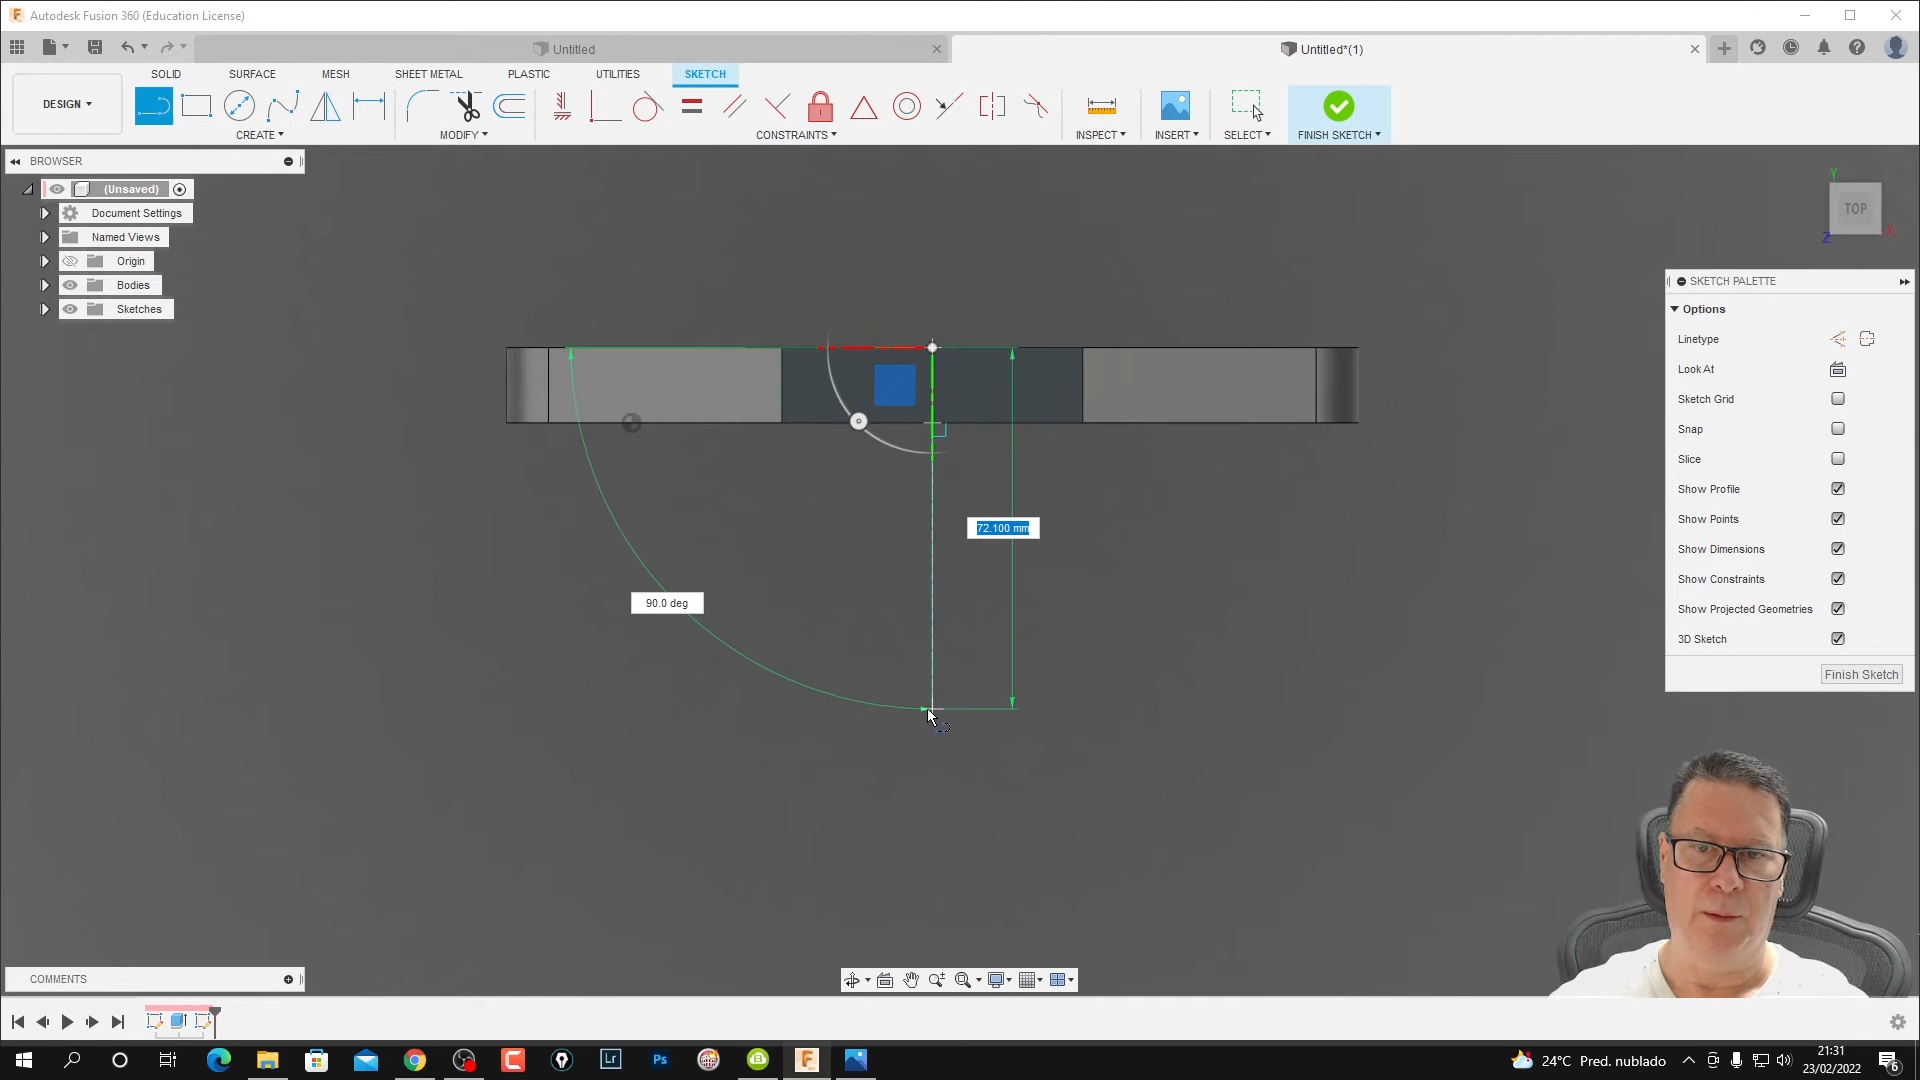 Autodesk Fusion 360 (Education License)
Untitled
Untitled*(1)
DESIGN
SOLID
SURFACE
MESH
SHEET METAL
PLASTIC
UTILITIES
SKETCH
CREATE
MODIFY
CONSTRAINTS
INSPECT
INSERT
SELECT
FINISH SKETCH
BROWSER
(Unsaved)
Document Settings
Named Views
Origin
Bodies
Sketches
Y
TOP
X
Z
SKETCH PALETTE
Options
Linetype
Look At
Sketch Grid
Snap
Slice
Show Profile
Show Points
Show Dimensions
Show Constraints
Show Projected Geometries
3D Sketch
Finish Sketch
72.100 mm
90.0 deg
COMMENTS
Lr
Ps
F
24°C Pred. nublado
21:31
23/02/2022
6